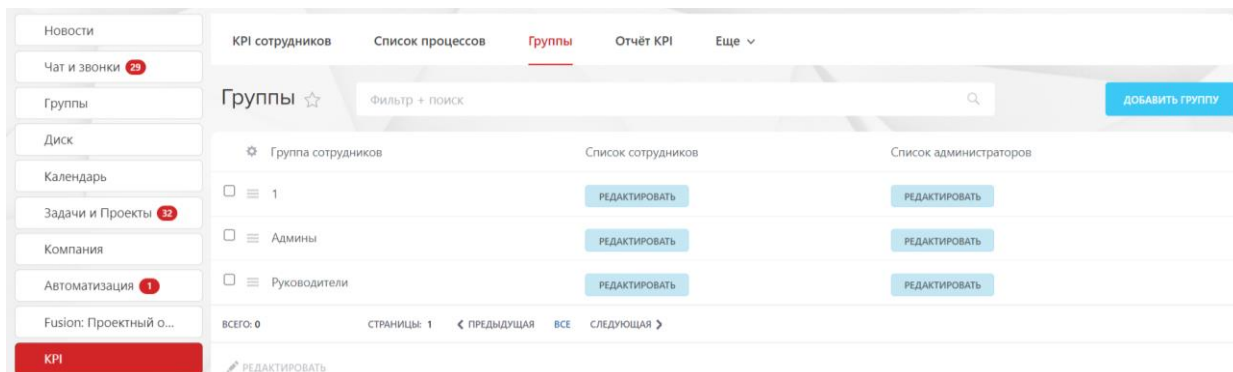 Новости
Чат и звонки 29
Группы
Диск
Календарь
Задачи и Проекты 32
Компания
Автоматизация 1
Fusion: Проектный о...
KPI
KPI сотрудников Список процессов Группы Отчёт KPI Еще
Группы Фильтр + поиск ДОБАВИТЬ ГРУППУ
Группа сотрудников Список сотрудников Список администраторов
1 РЕДАКТИРОВАТЬ РЕДАКТИРОВАТЬ
Админы РЕДАКТИРОВАТЬ РЕДАКТИРОВАТЬ
Руководители РЕДАКТИРОВАТЬ РЕДАКТИРОВАТЬ
ВСЕГО: 0 СТРАНИЦЫ: 1 ПРЕДЫДУЩАЯ ВСЕ СЛЕДУЮЩАЯ
РЕДАКТИРОВАТЬ